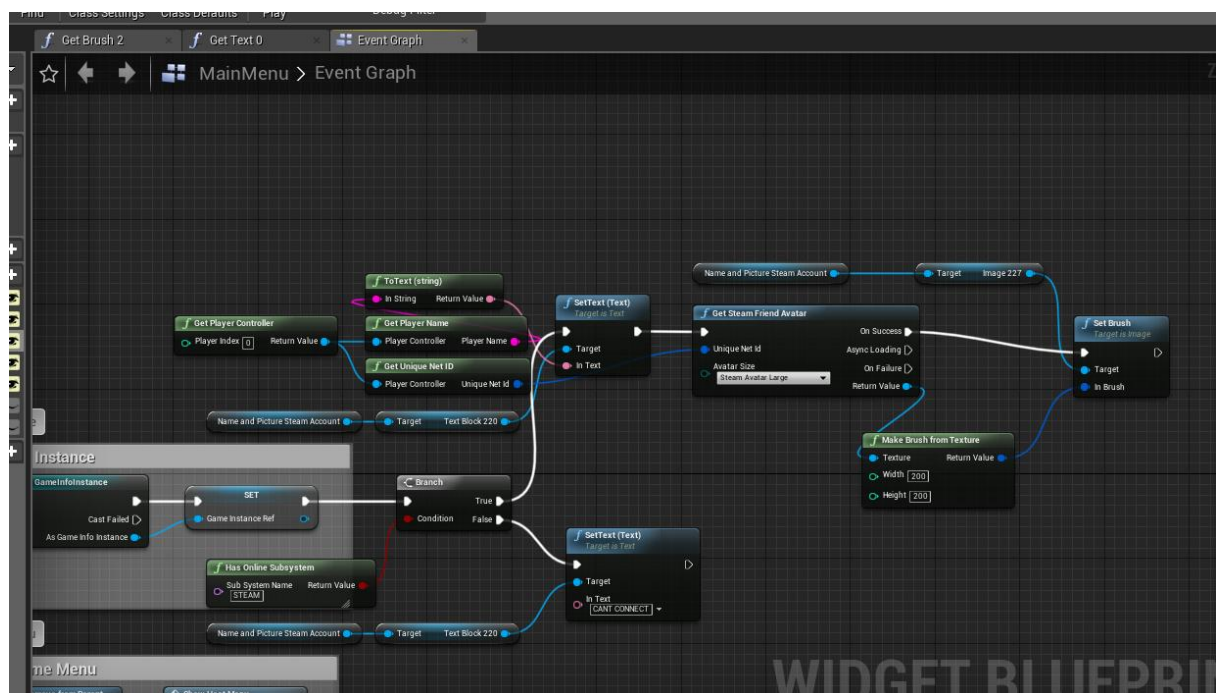 Find Class Settings Class Defaults Play Debug Filter
f Get Brush 2 × f Get Text 0 × Event Graph ×
MainMenu > Event Graph
ToText (string)
In String Return Value
Get Player Controller
Player Index 0 Return Value
Get Player Name
Player Controller Player Name
Get Unique Net ID
Player Controller Unique Net Id
Name and Picture Steam Account Target Text Block 220
SetText (Text)
Target is Text
Target
In Text
Name and Picture Steam Account Target Image 227
Get Steam Friend Avatar
On Success
Unique Net Id Async Loading
Avatar Size On Failure
Steam Avatar Large
Return Value
Set Brush
Target is Image
Target
In Brush
Make Brush from Texture
Texture Return Value
Width 200
Height 200
Instance
GameInfoInstance
Cast Failed
As Game Info Instance
SET
Game Instance Ref
Branch
True
Condition False
Has Online Subsystem
Sub System Name Return Value
STEAM
Name and Picture Steam Account Target Text Block 220
SetText (Text)
Target is Text
Target
In Text
CANT CONNECT
me Menu
WIDGET BLUEPRIN